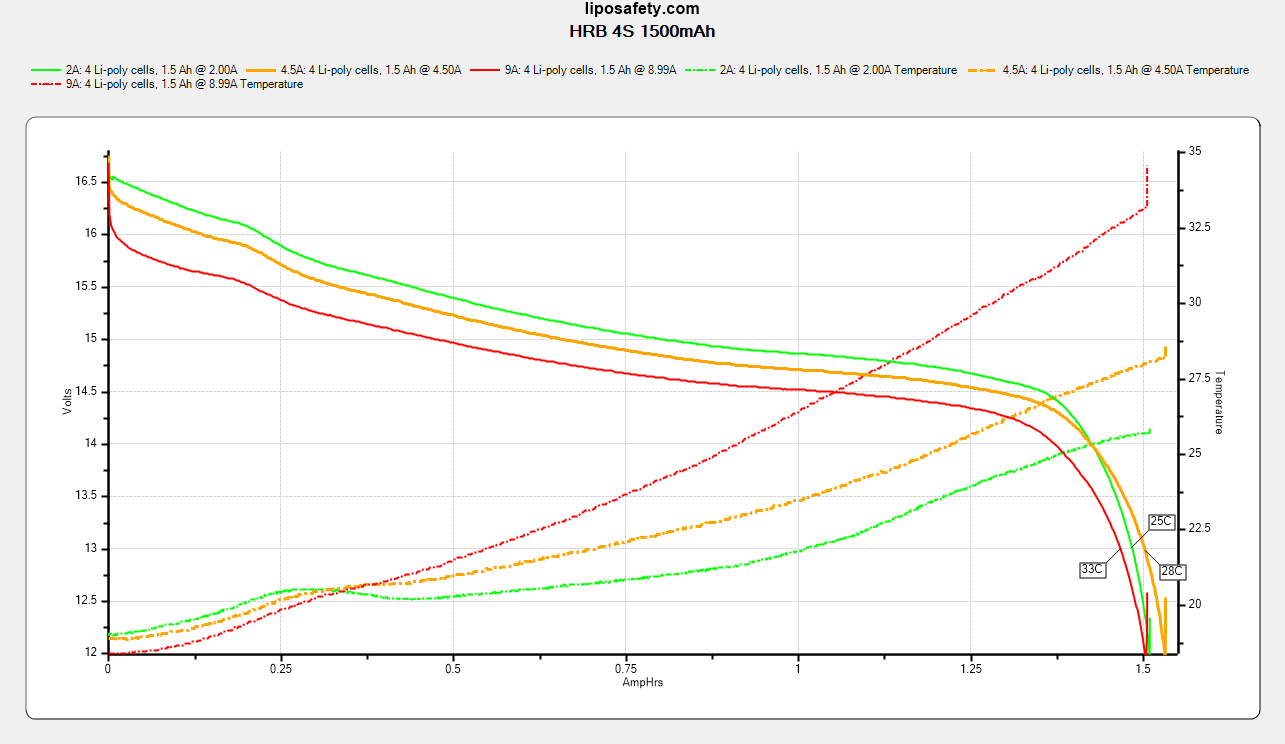 liposafety.com
HRB 4S 1500mAh
2A: 4 Li-poly cells, 1.5 Ah @ 2.00A 4.5A: 4 Li-poly cells, 1.5 Ah @ 4.50A 9A: 4 Li-poly cells, 1.5 Ah @ 8.99A 2A: 4 Li-poly cells, 1.5 Ah @ 2.00A Temperature 4.5A: 4 Li-poly cells, 1.5 Ah @ 4.50A Temperature
9A: 4 Li-poly cells, 1.5 Ah @ 8.99A Temperature
35
16.5
32.5
16
15.5
30
15
27.5
14.5
Volts
Temperature
14
25
13.5
25C
22.5
13
33C
28C
12.5
20
12
0 0.25 0.5 0.75 1 1.25 1.5
AmpHrs